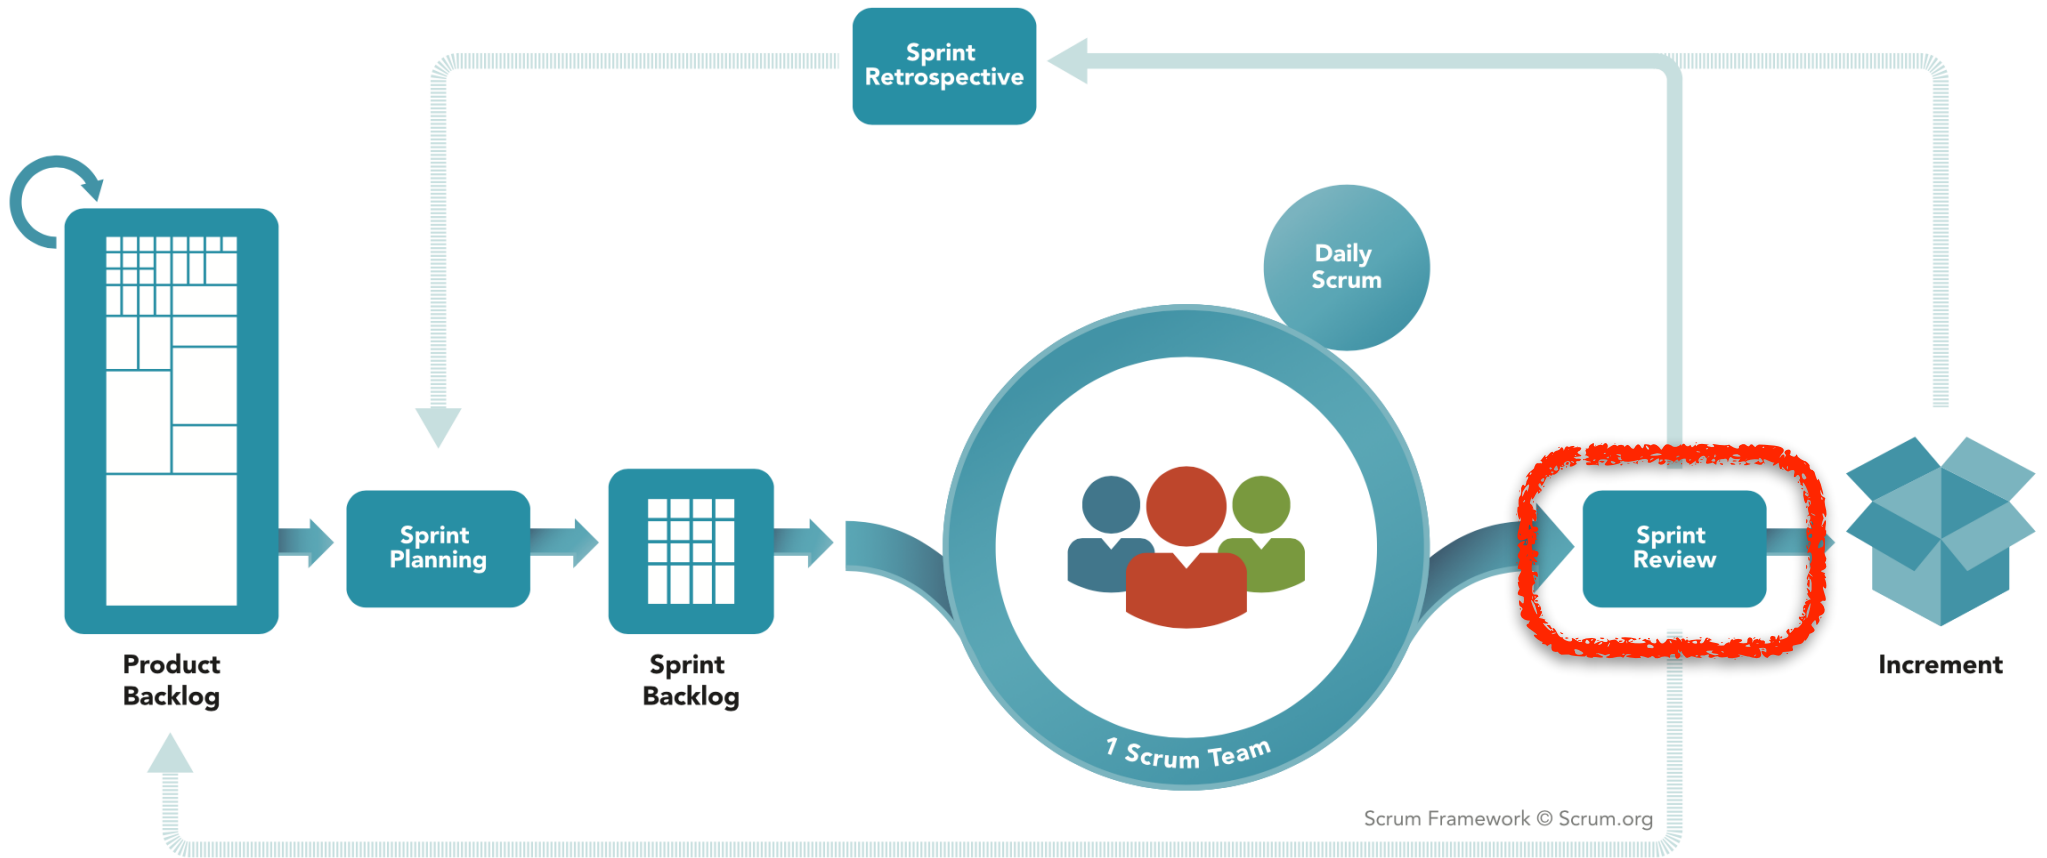 Sprint
Retrospective
Daily
Scrum
Sprint
Planning
Sprint
Review
Product
Backlog
Sprint
Backlog
1 Scrum Team
Increment
Scrum Framework © Scrum.org